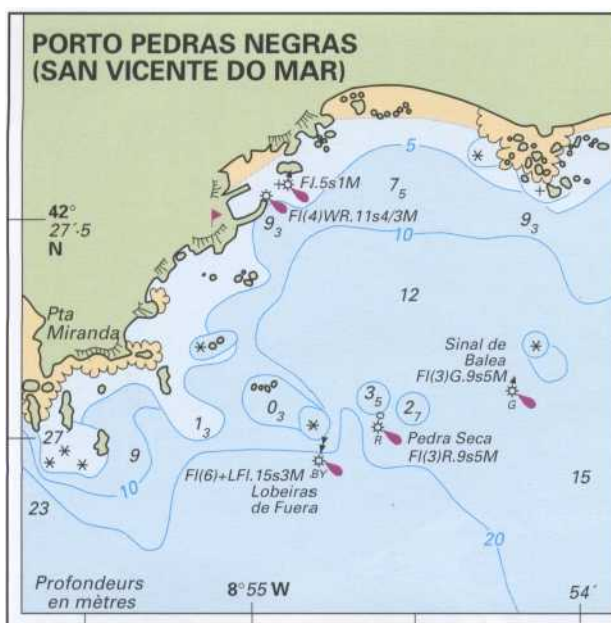 PORTO PEDRAS NEGRAS
(SAN VICENTE DO MAR)
5
Fl.5s1M
7₅
42°
27´·5
N
Fl(4)WR.11s4/3M
9₃
9₃
10
12
Pta
Miranda
Sinal de
Balea
Fl(3)G.9s5M
G
0₃
3₅
2₇
1₃
R
Pedra Seca
Fl(3)R.9s5M
27
9
10
BY
Fl(6)+LFl.15s3M
Lobeiras
de Fuera
15
23
20
Profondeurs
en mètres
8°55 W
54´